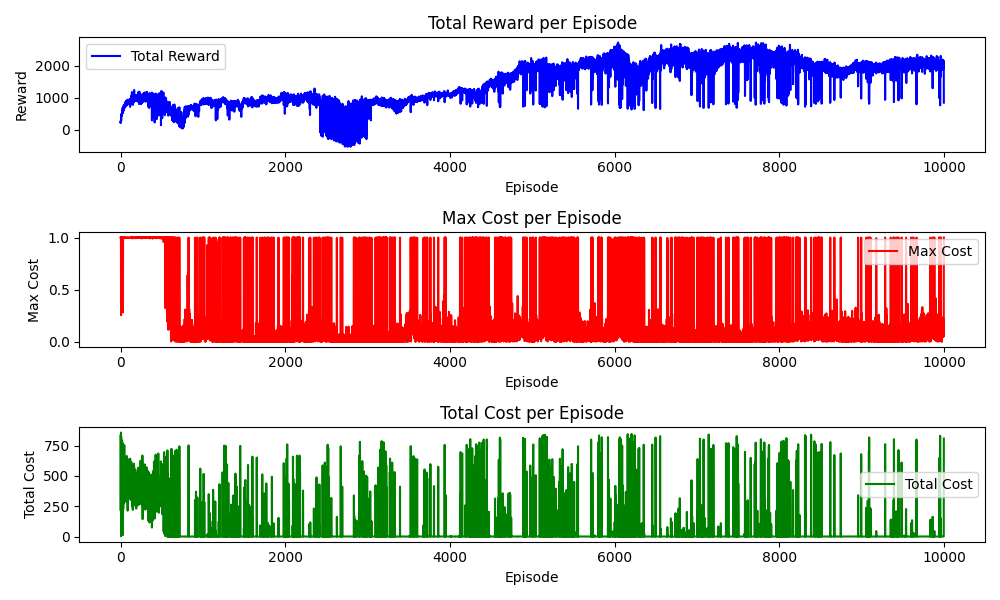 Total Reward per Episode
Reward
2000
1000
0
Total Reward
0 2000 4000 6000 8000 10000
Episode
Max Cost per Episode
Max Cost
1.0
0.5
0.0
Max Cost
0 2000 4000 6000 8000 10000
Episode
Total Cost per Episode
Total Cost
750
500
250
0
Total Cost
0 2000 4000 6000 8000 10000
Episode